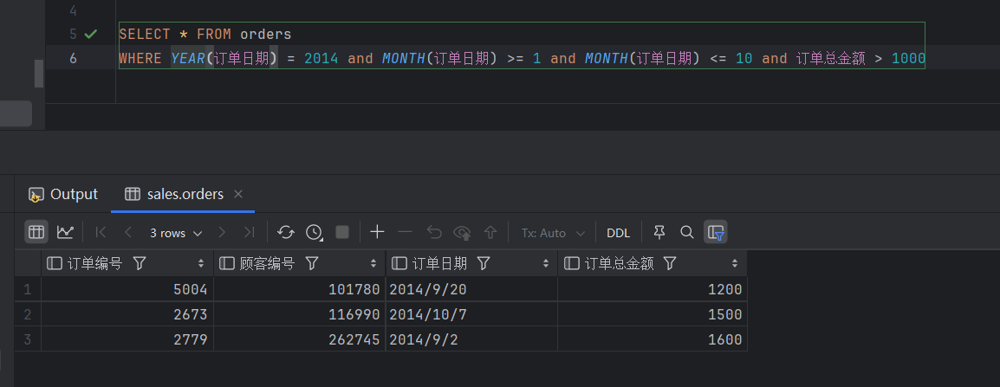 4
5 SELECT * FROM orders
6 WHERE YEAR(订单日期) = 2014 and MONTH(订单日期) >= 1 and MONTH(订单日期) <= 10 and 订单总金额 > 1000
Output sales.orders ×
3 rows Tx: Auto DDL
订单编号 顾客编号 订单日期 订单总金额
1 5004 101780 2014/9/20 1200
2 2673 116990 2014/10/7 1500
3 2779 262745 2014/9/2 1600